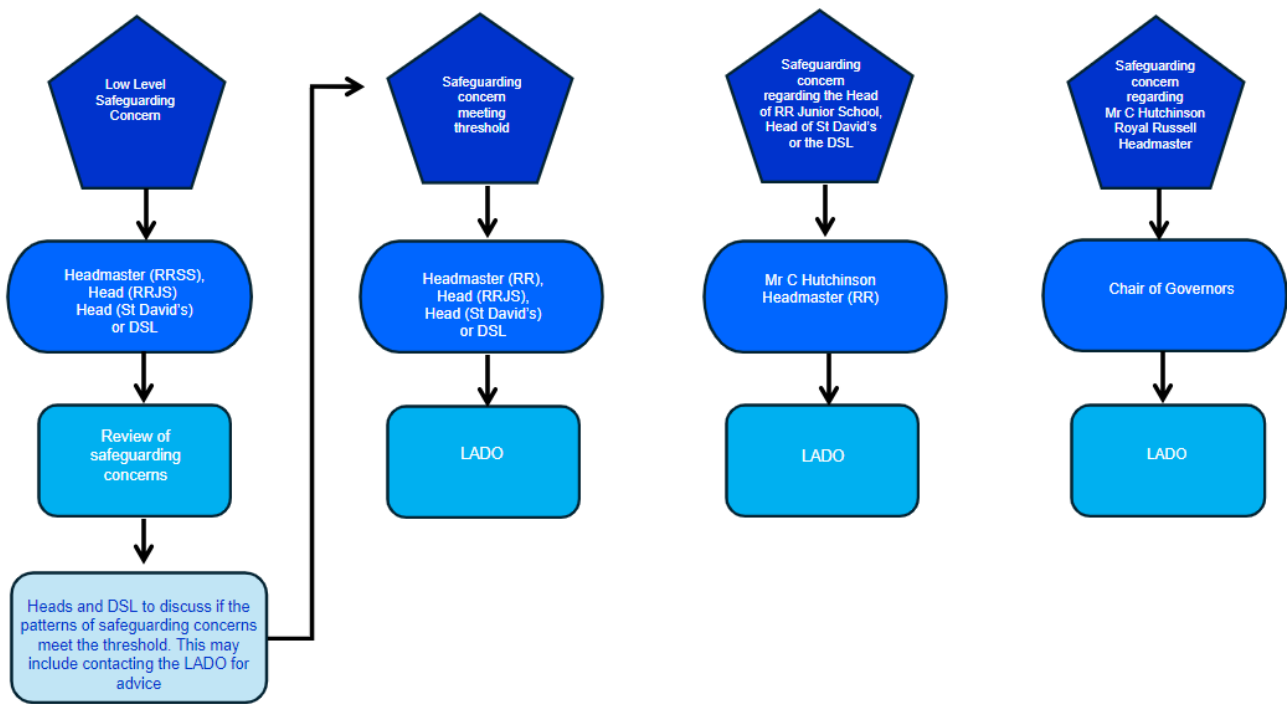 Low Level
Safeguarding
Concern
Headmaster (RRSS),
Head (RRJS)
Head (St David's)
or DSL
Review of
safeguarding
concerns
Heads and DSL to discuss if the
patterns of safeguarding concerns
meet the threshold. This may
include contacting the LADO for
advice
Safeguarding
concern
meeting
threshold
Headmaster (RR),
Head (RRJS),
Head (St David's)
or DSL
LADO
Safeguarding
concern
regarding the Head
of RR Junior School,
Head of St David's
or the DSL
Mr C Hutchinson
Headmaster (RR)
LADO
Safeguarding
concern
regarding
Mr C Hutchinson
Royal Russell
Headmaster
Chair of Governors
LADO